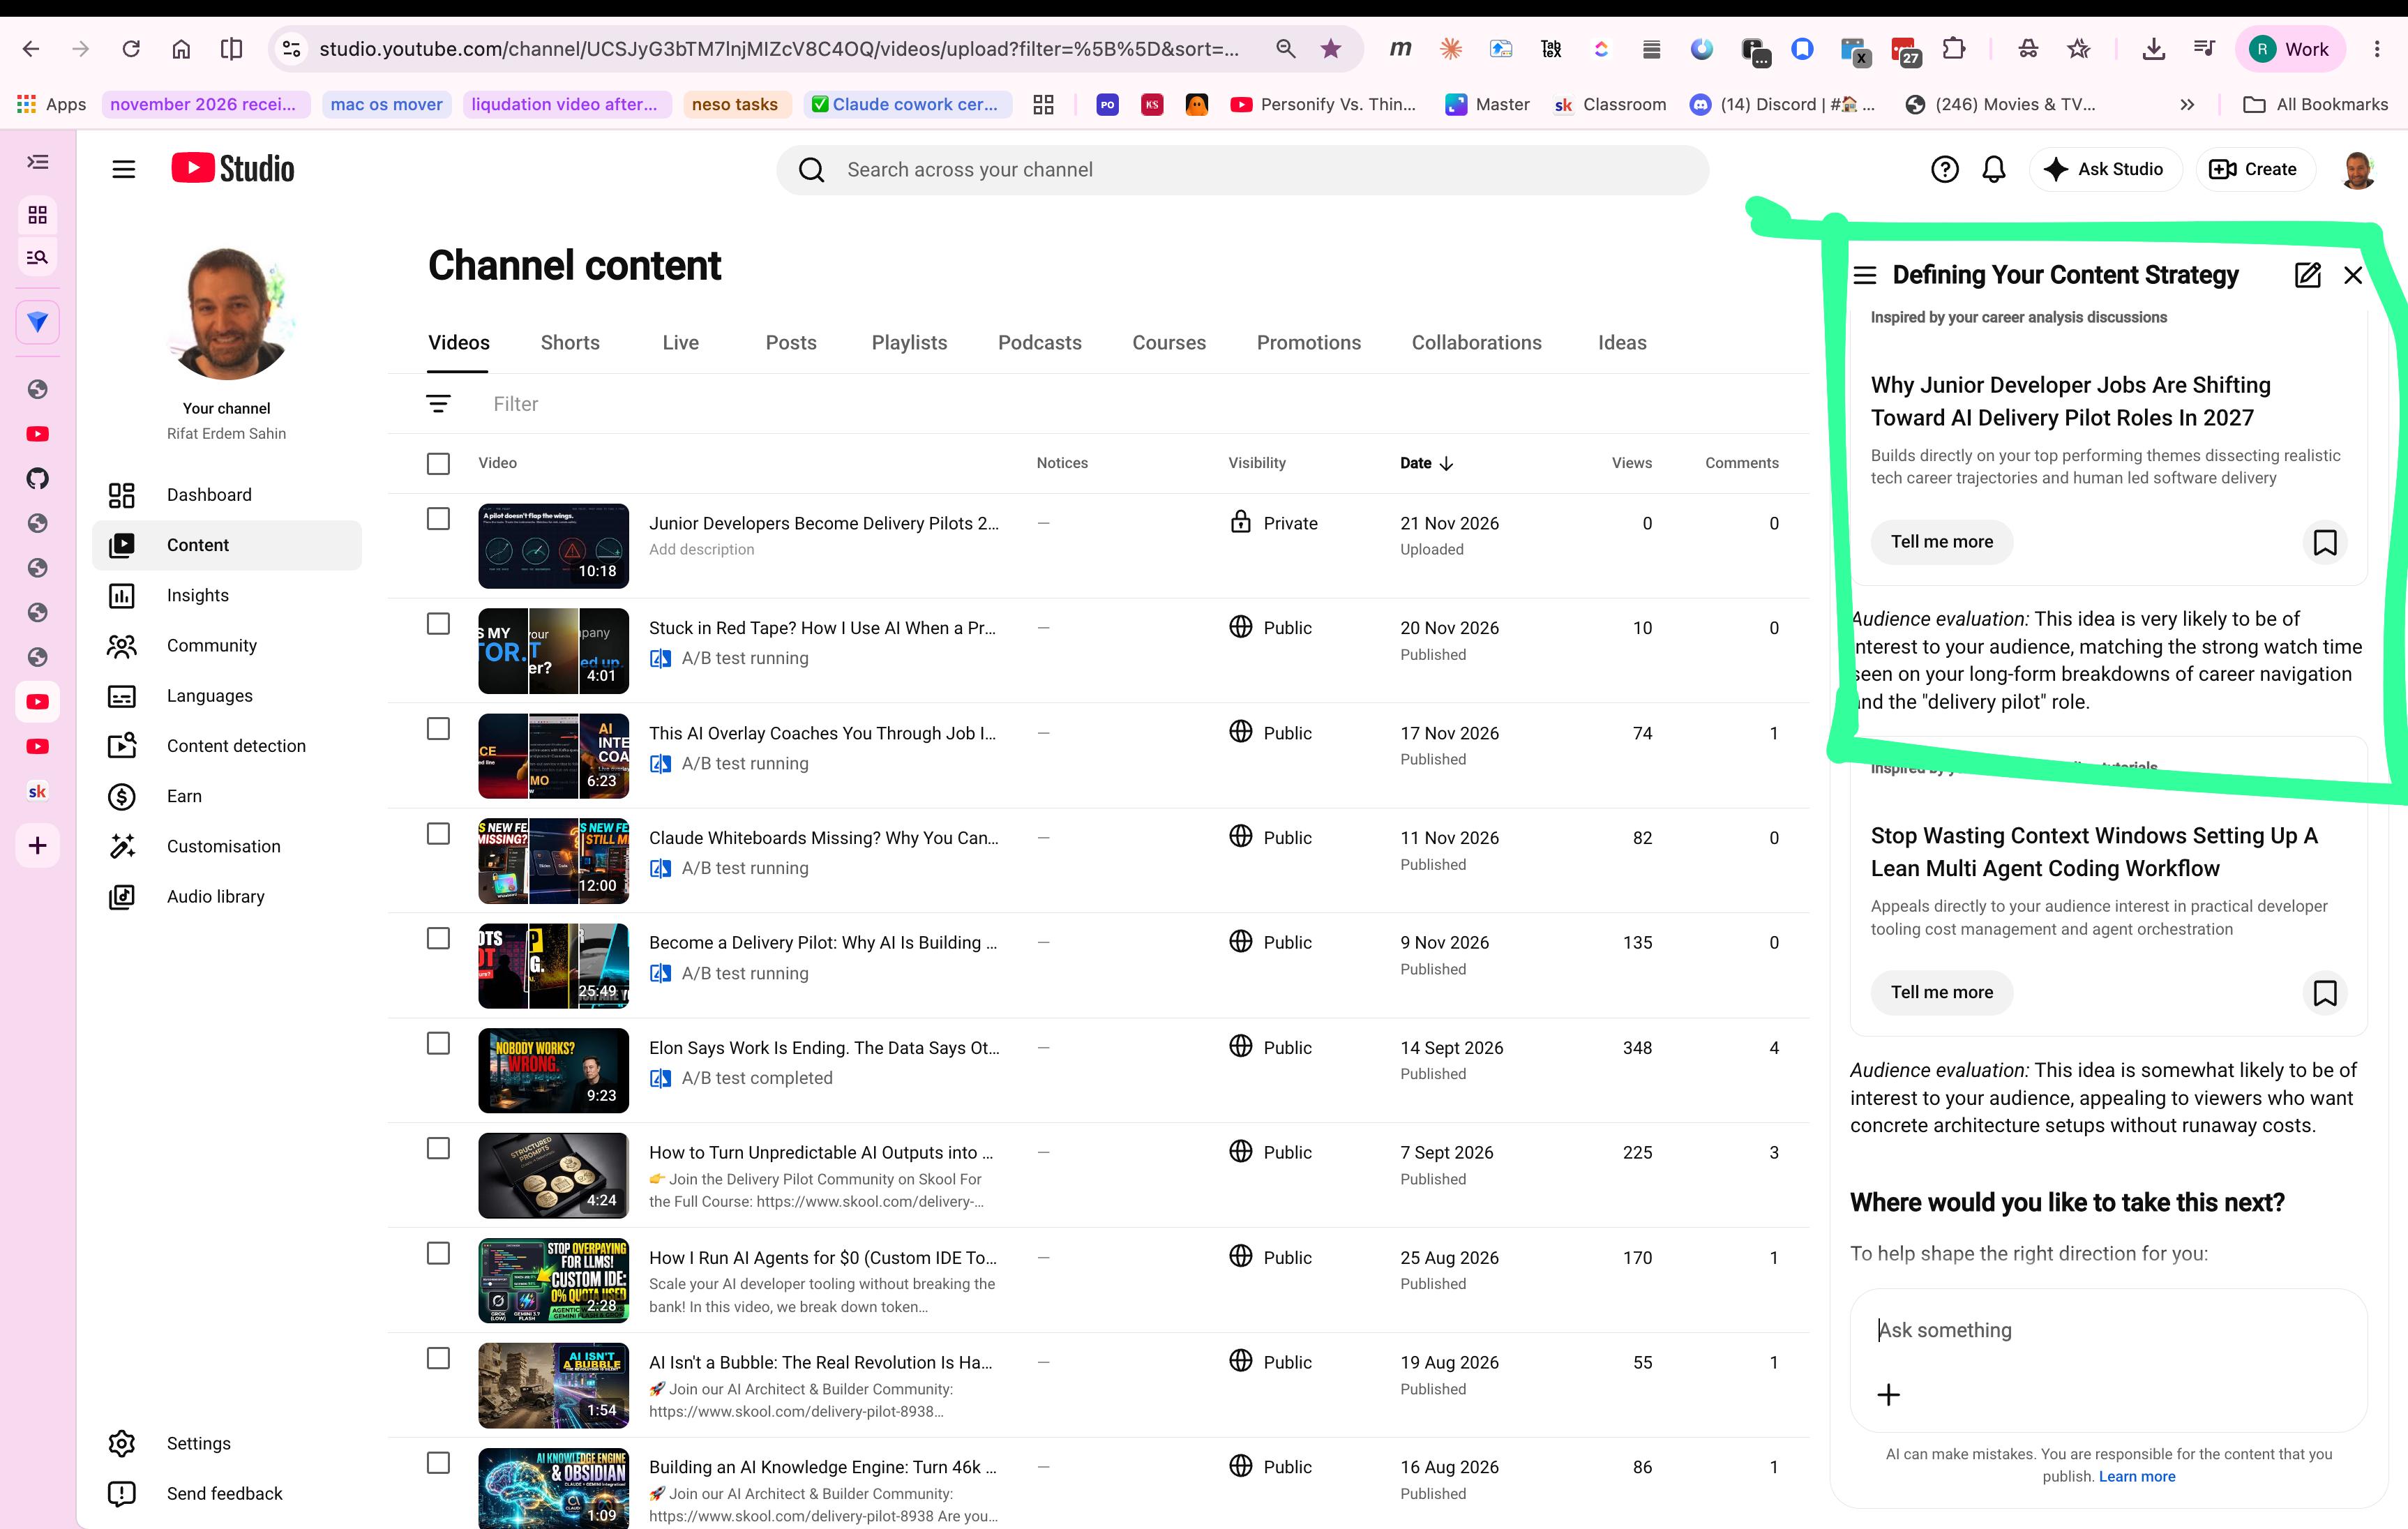 studio.youtube.com/channel/UCSJyG3bTM7InjMIZcV8C4OQ/videos/upload?filter=%5B%5D&sort=...
27
R Work
Apps
november 2026 recei...
mac os mover
liqudation video after...
neso tasks
✅Claude cowork cer...
Personify Vs. Thin...
Master
Classroom
(14) Discord | #🏠 ...
(246) Movies & TV...
All Bookmarks
Studio
Search across your channel
Ask Studio
Create
Your channel
Rifat Erdem Sahin
Dashboard
Content
Insights
Community
Languages
Content detection
Earn
Customisation
Audio library
Settings
Send feedback
Channel content
Videos Shorts Live Posts Playlists Podcasts Courses Promotions Collaborations Ideas
Filter
Video Notices Visibility Date Views Comments
A pilot doesn't flap the wings.
10:18
Junior Developers Become Delivery Pilots 2... — Private 21 Nov 2026 0 0
Add description Uploaded
4:01
Stuck in Red Tape? How I Use AI When a Pr... — Public 20 Nov 2026 10 0
A/B test running Published
6:23
This AI Overlay Coaches You Through Job I... — Public 17 Nov 2026 74 1
A/B test running Published
12:00
Claude Whiteboards Missing? Why You Can... — Public 11 Nov 2026 82 0
A/B test running Published
25:49
Become a Delivery Pilot: Why AI Is Building ... — Public 9 Nov 2026 135 0
A/B test running Published
NOBODY WORKS?
WRONG.
9:23
Elon Says Work Is Ending. The Data Says Ot... — Public 14 Sept 2026 348 4
A/B test completed Published
STRUCTURED
PROMPTS
4:24
How to Turn Unpredictable AI Outputs into ... — Public 7 Sept 2026 225 3
👉 Join the Delivery Pilot Community on Skool For Published
the Full Course: https://www.skool.com/delivery-...
STOP OVERPAYING
FOR LLMS!
CUSTOM IDE:
0% QUOTA USED
2:28
How I Run AI Agents for $0 (Custom IDE To... — Public 25 Aug 2026 170 1
Scale your AI developer tooling without breaking the Published
bank! In this video, we break down token...
AI ISN'T
A BUBBLE
1:54
AI Isn't a Bubble: The Real Revolution Is Ha... — Public 19 Aug 2026 55 1
🚀 Join our AI Architect & Builder Community: Published
https://www.skool.com/delivery-pilot-8938...
AI KNOWLEDGE ENGINE
& OBSIDIAN
1:09
Building an AI Knowledge Engine: Turn 46k ... — Public 16 Aug 2026 86 1
🚀 Join our AI Architect & Builder Community: Published
https://www.skool.com/delivery-pilot-8938 Are you...
Defining Your Content Strategy
Inspired by your career analysis discussions
Why Junior Developer Jobs Are Shifting
Toward AI Delivery Pilot Roles In 2027
Builds directly on your top performing themes dissecting realistic
tech career trajectories and human led software delivery
Tell me more
Audience evaluation: This idea is very likely to be of
interest to your audience, matching the strong watch time
seen on your long-form breakdowns of career navigation
and the "delivery pilot" role.
Inspired by tutorials
Stop Wasting Context Windows Setting Up A
Lean Multi Agent Coding Workflow
Appeals directly to your audience interest in practical developer
tooling cost management and agent orchestration
Tell me more
Audience evaluation: This idea is somewhat likely to be of
interest to your audience, appealing to viewers who want
concrete architecture setups without runaway costs.
Where would you like to take this next?
To help shape the right direction for you:
Ask something
AI can make mistakes. You are responsible for the content that you
publish. Learn more